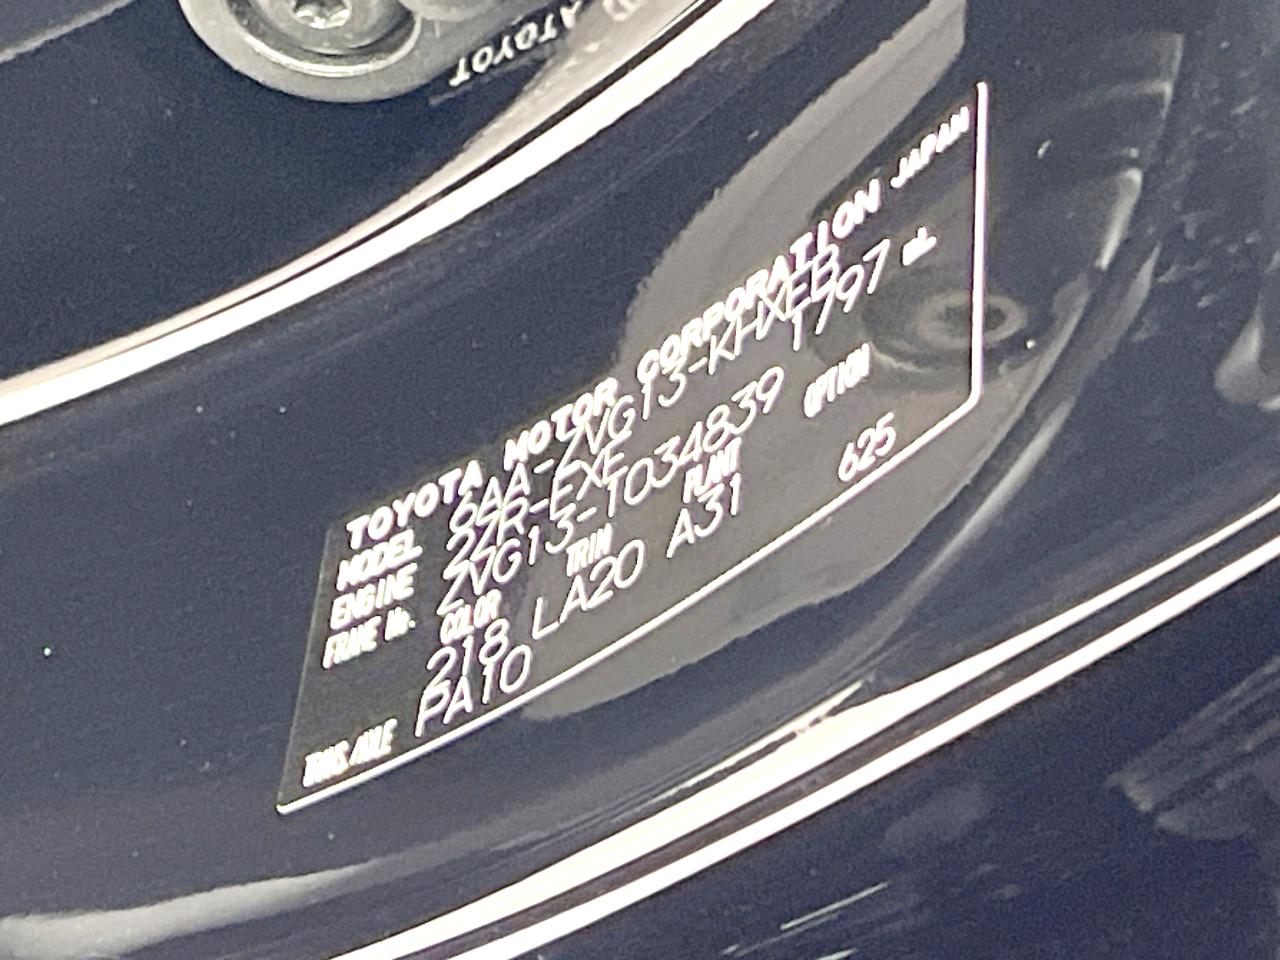 TOYOTA
TOYOTA MOTOR CORPORATION JAPAN
MODEL 6AA-ZVG13-KHXEB
ENGINE 2ZR-FXE 1797 mL
FRAME No. ZVG13-1034839
COLOR TRIM PLANT OPTION
218 LA20 A31 625
TRANS./AXLE PA10